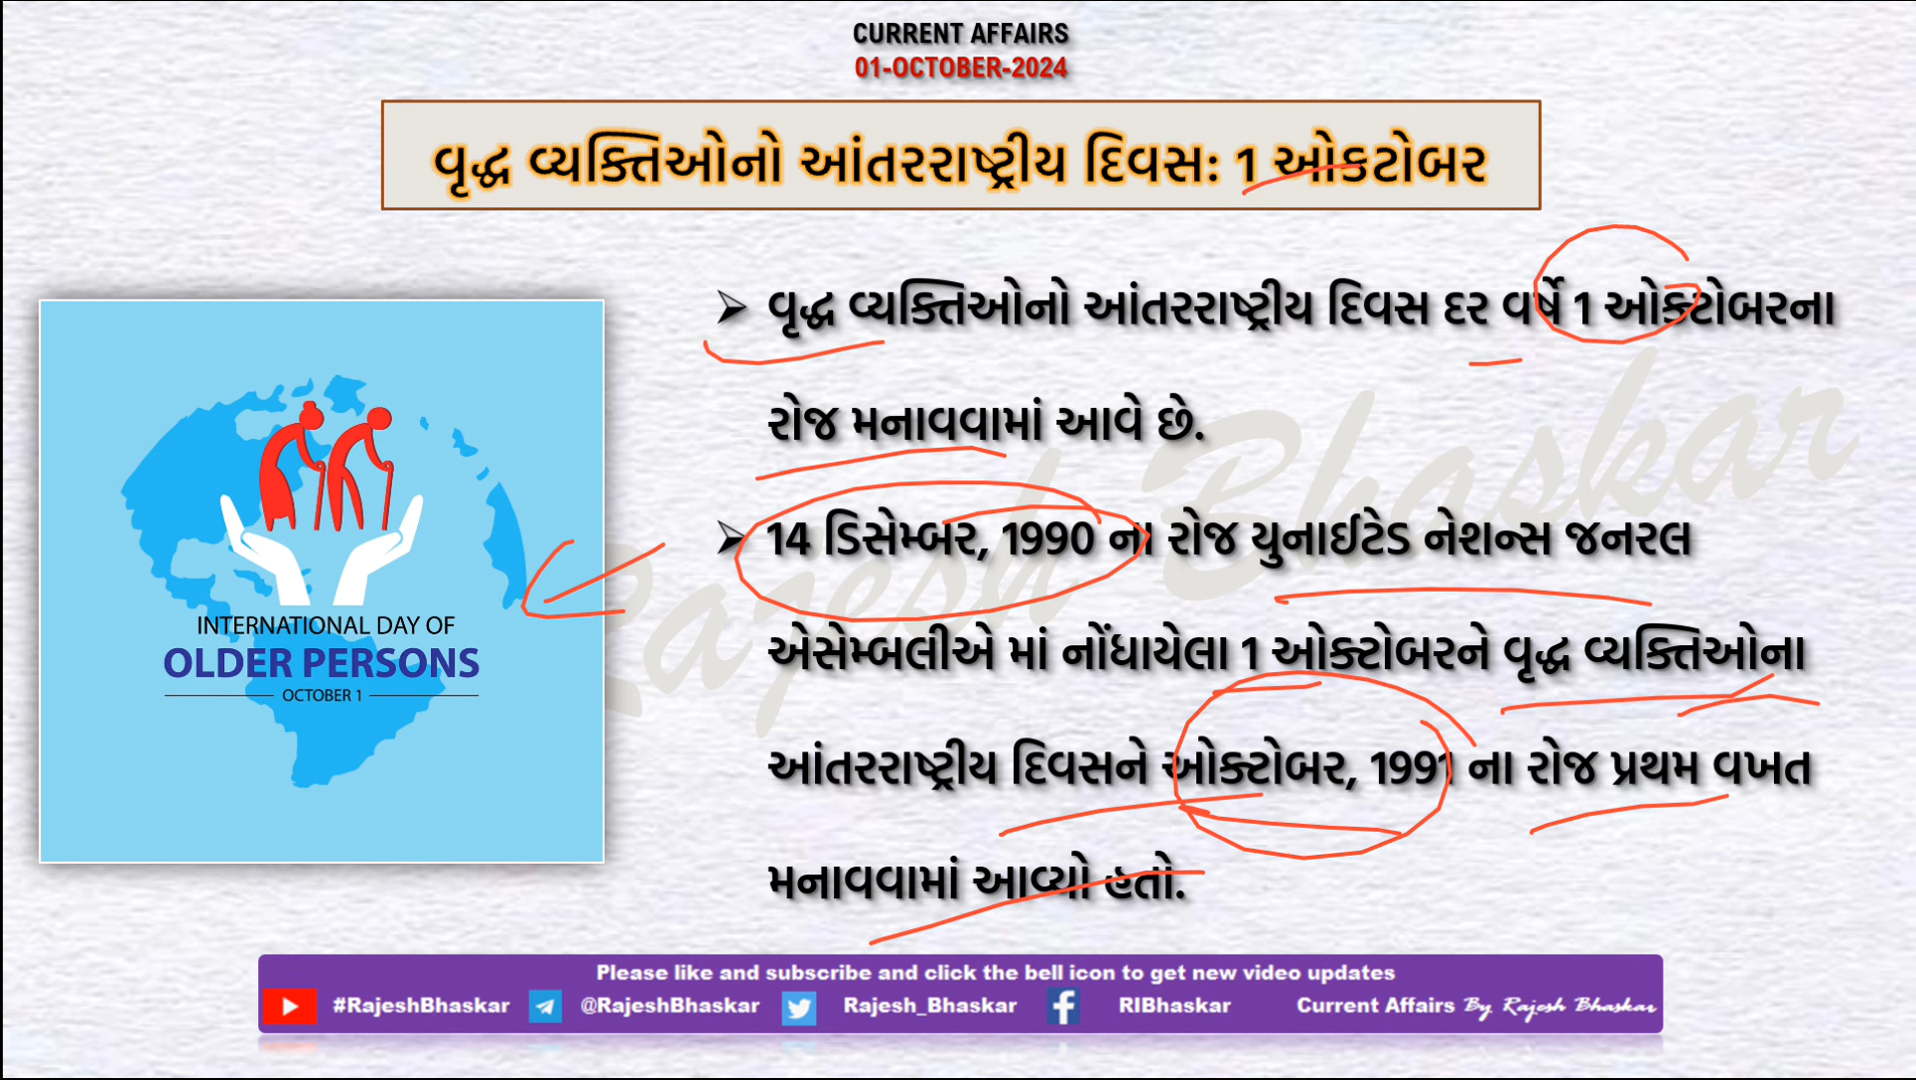 CURRENT AFFAIRS
01-OCTOBER-2024
વૃદ્ધ વ્યક્તિઓનો આંતરરાષ્ટ્રીય દિવસ: 1 ઓકટોબર
➢ વૃદ્ધ વ્યક્તિઓનો આંતરરાષ્ટ્રીય દિવસ દર વર્ષે 1 ઓક્ટોબરના
રોજ મનાવવામાં આવે છે.
➢ 14 ડિસેમ્બર, 1990 ના રોજ યુનાઈટેડ નેશન્સ જનરલ
એસેમ્બલીએ માં નોંધાયેલા 1 ઓક્ટોબરને વૃદ્ધ વ્યક્તિઓના
આંતરરાષ્ટ્રીય દિવસને ઓક્ટોબર, 1991 ના રોજ પ્રથમ વખત
મનાવવામાં આવ્યો હતો.
INTERNATIONAL DAY OF
OLDER PERSONS
OCTOBER 1
Rajesh Bhaskar
Please like and subscribe and click the bell icon to get new video updates
#RajeshBhaskar @RajeshBhaskar Rajesh_Bhaskar RIBhaskar Current Affairs By Rajesh Bhaskar